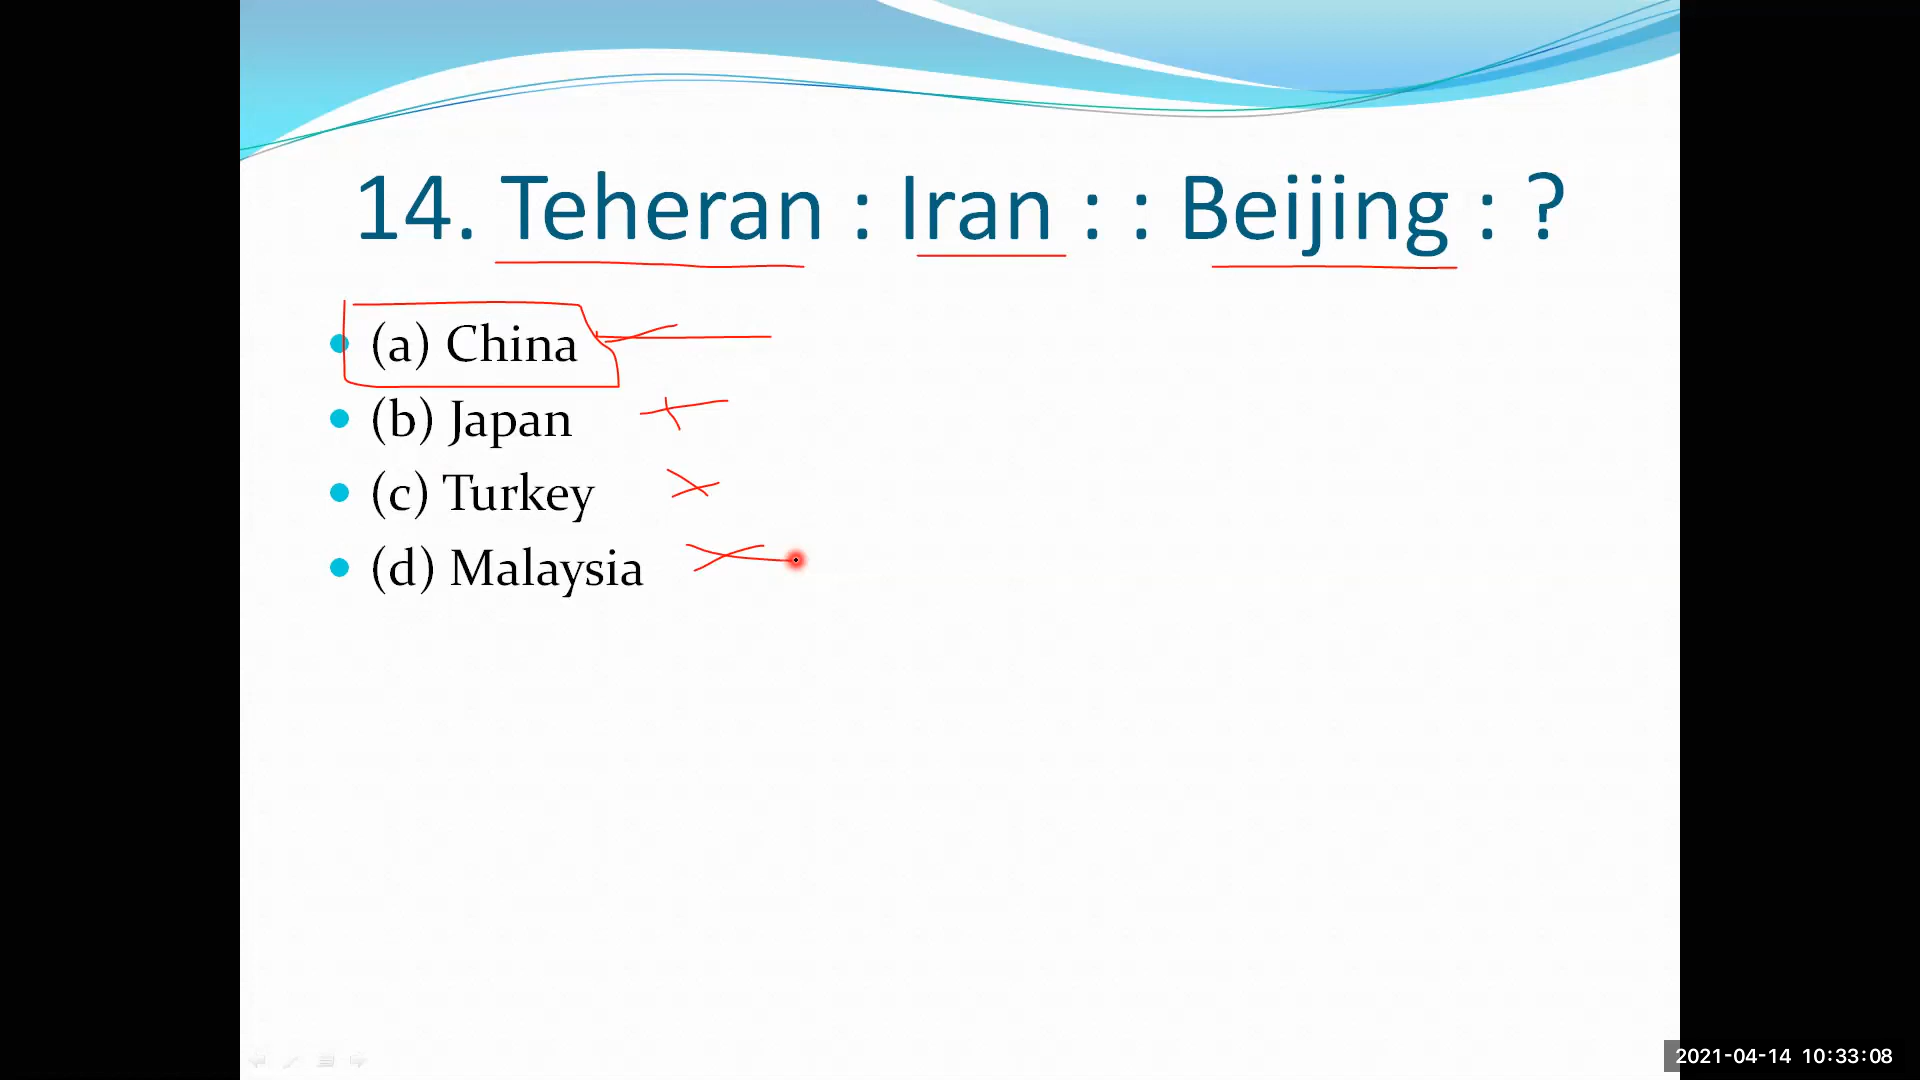 14. Teheran : Iran : : Beijing : ?
(a) China
(b) Japan
(c) Turkey
(d) Malaysia
2021-04-14 10:33:08